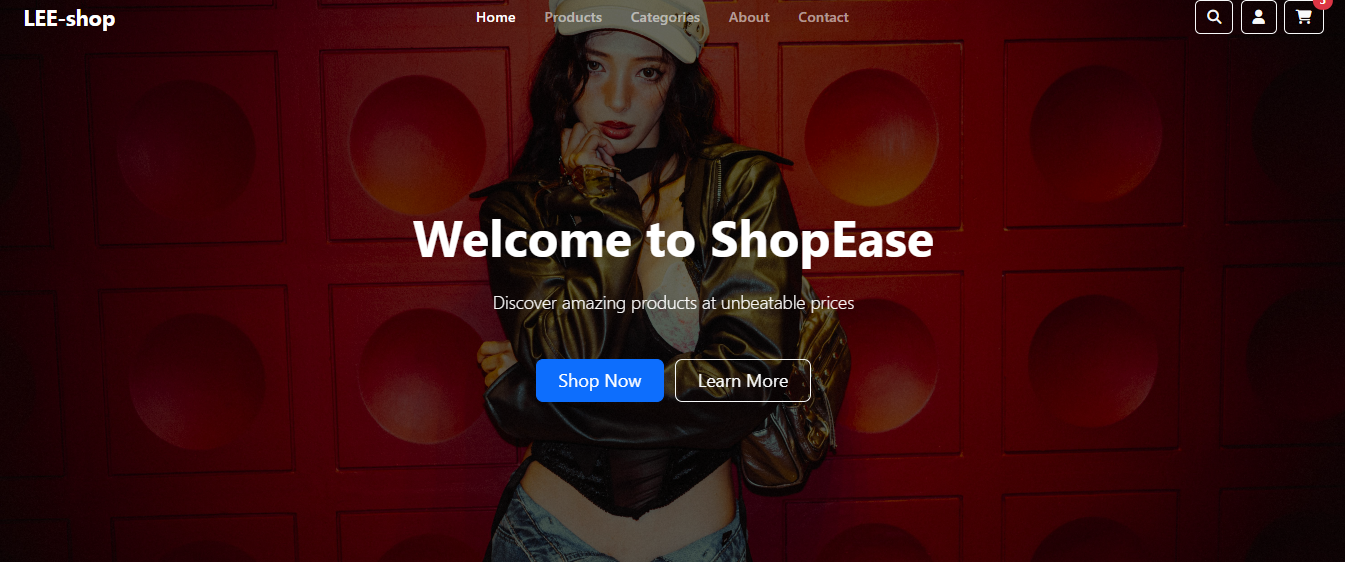 LEE-shop
Home Products Categories About Contact
Welcome to ShopEase
Discover amazing products at unbeatable prices
Shop Now Learn More